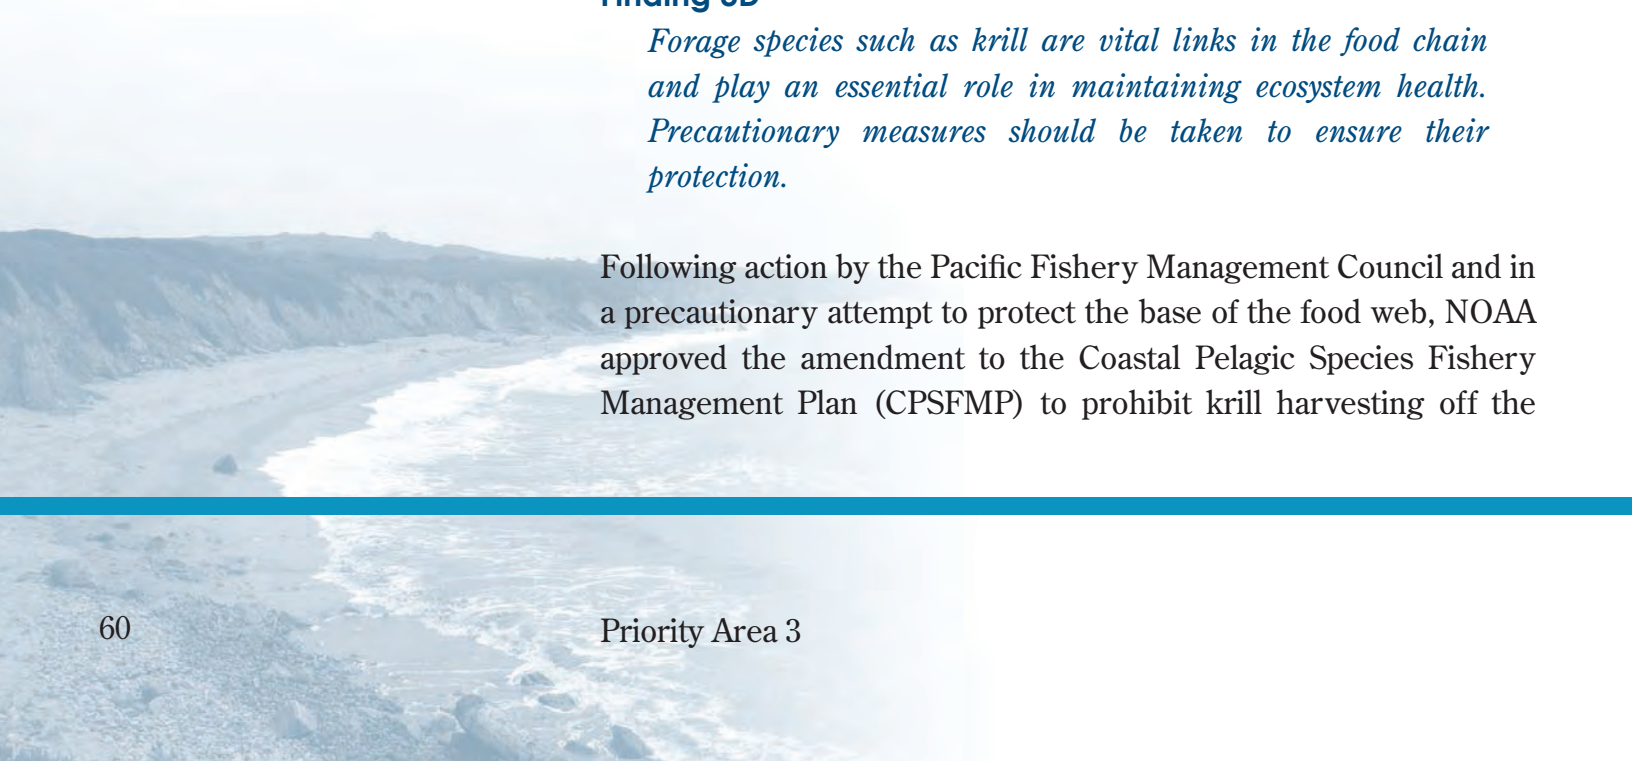 Finding
Forage species such as krill are vital links in the food chain
and play an essential role in maintaining ecosystem health.
Precautionary measures should be taken to ensure their
protection.
Following action by the Pacific Fishery Management Council and in
a precautionary attempt to protect the base of the food web, NOAA
approved the amendment to the Coastal Pelagic Species Fishery
Management Plan (CPSFMP) to prohibit krill harvesting off the
60
Priority Area 3